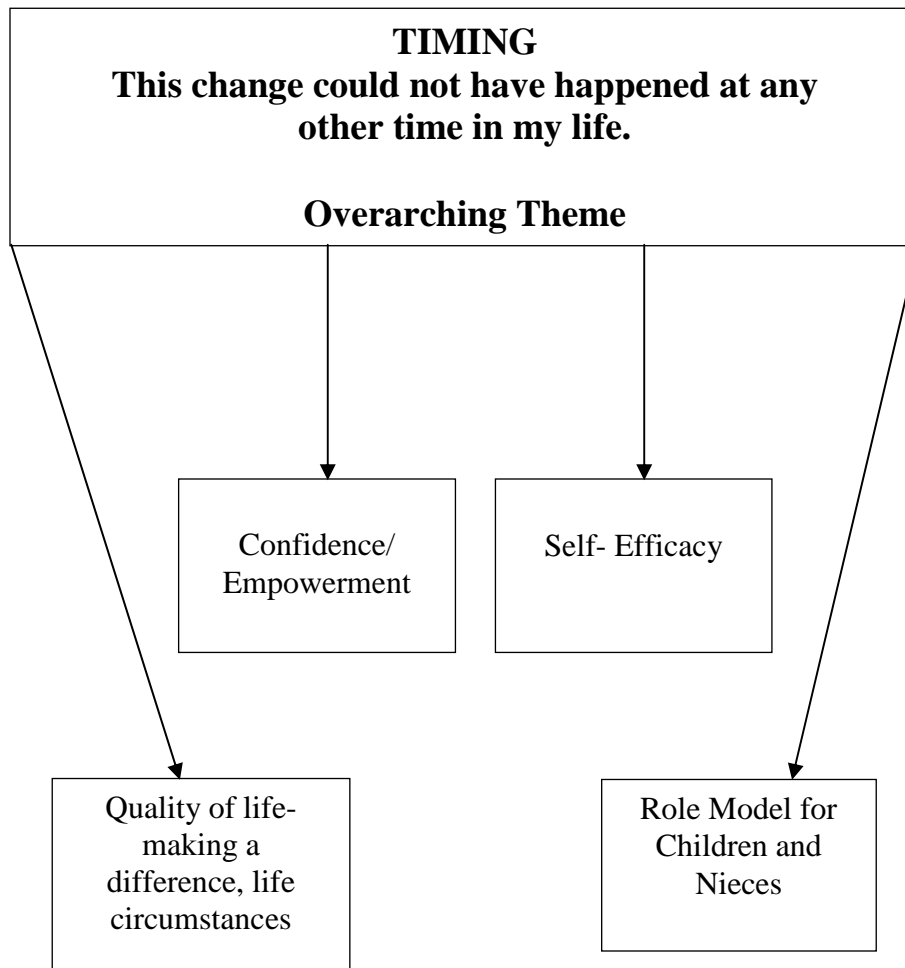 TIMING
This change could not have happened at any
other time in my life.
Overarching Theme
Confidence/
Empowerment
Self- Efficacy
Quality of life-
making a
difference, life
circumstances
Role Model for
Children and
Nieces